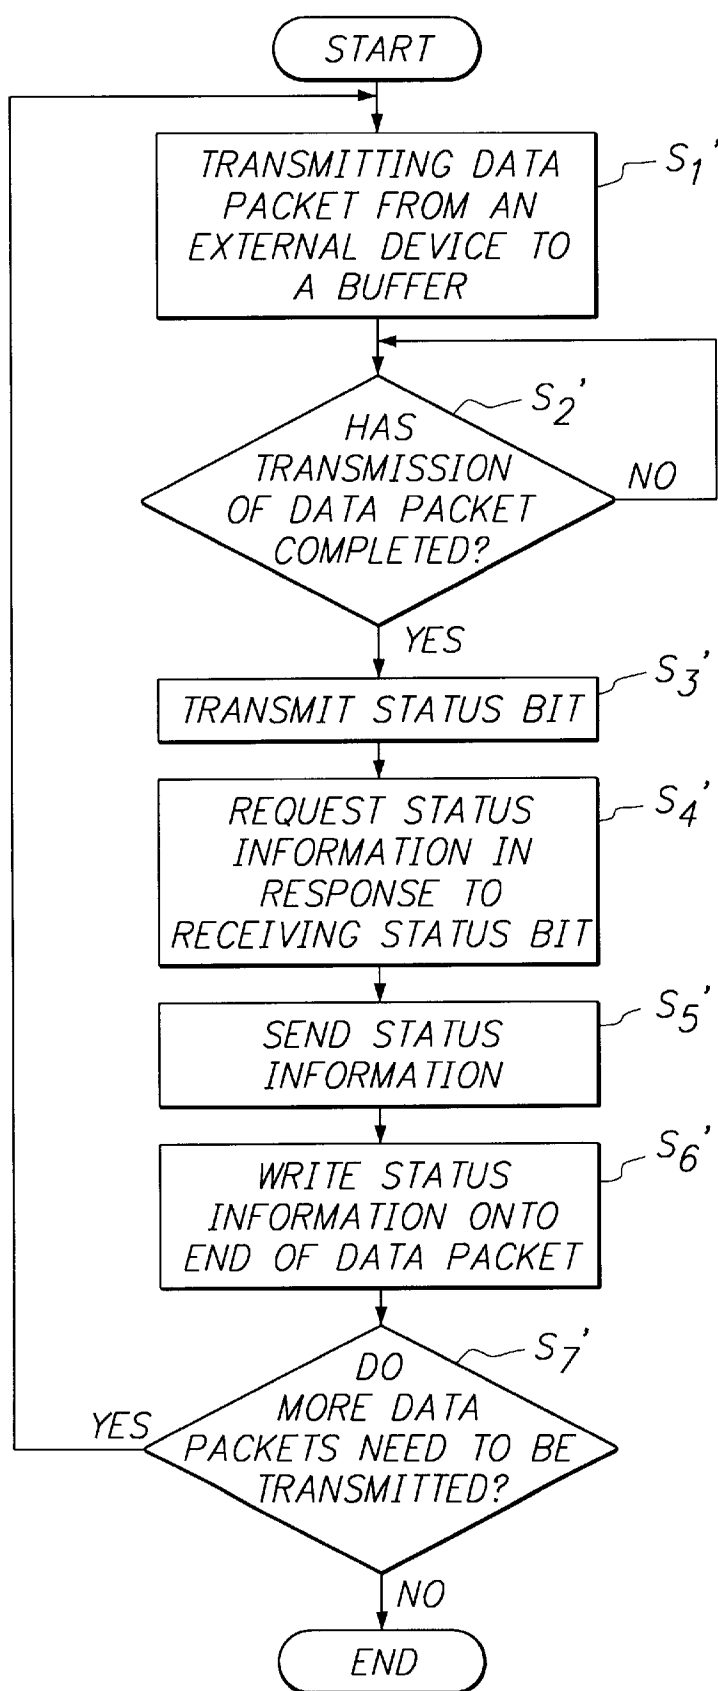 START
TRANSMITTING DATA
PACKET FROM AN
EXTERNAL DEVICE TO
A BUFFER
S1'
HAS
TRANSMISSION
OF DATA PACKET
COMPLETED?
S2'
NO
YES
TRANSMIT STATUS BIT
S3'
REQUEST STATUS
INFORMATION IN
RESPONSE TO
RECEIVING STATUS BIT
S4'
SEND STATUS
INFORMATION
S5'
WRITE STATUS
INFORMATION ONTO
END OF DATA PACKET
S6'
DO
MORE DATA
PACKETS NEED TO BE
TRANSMITTED?
S7'
YES
NO
END